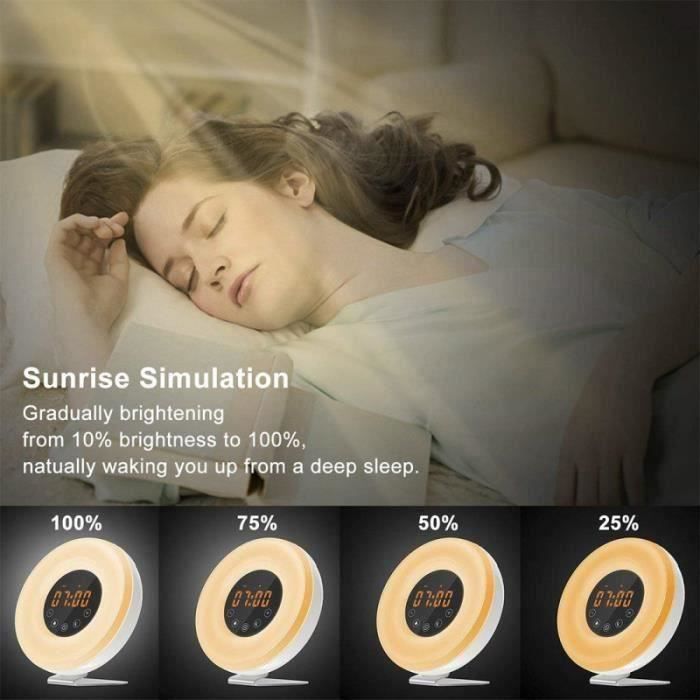 Sunrise Simulation
Gradually brightening
from 10% brightness to 100%,
natually waking you up from a deep sleep.
100% 75% 50% 25%
07:00 07:00 07:00 07:00